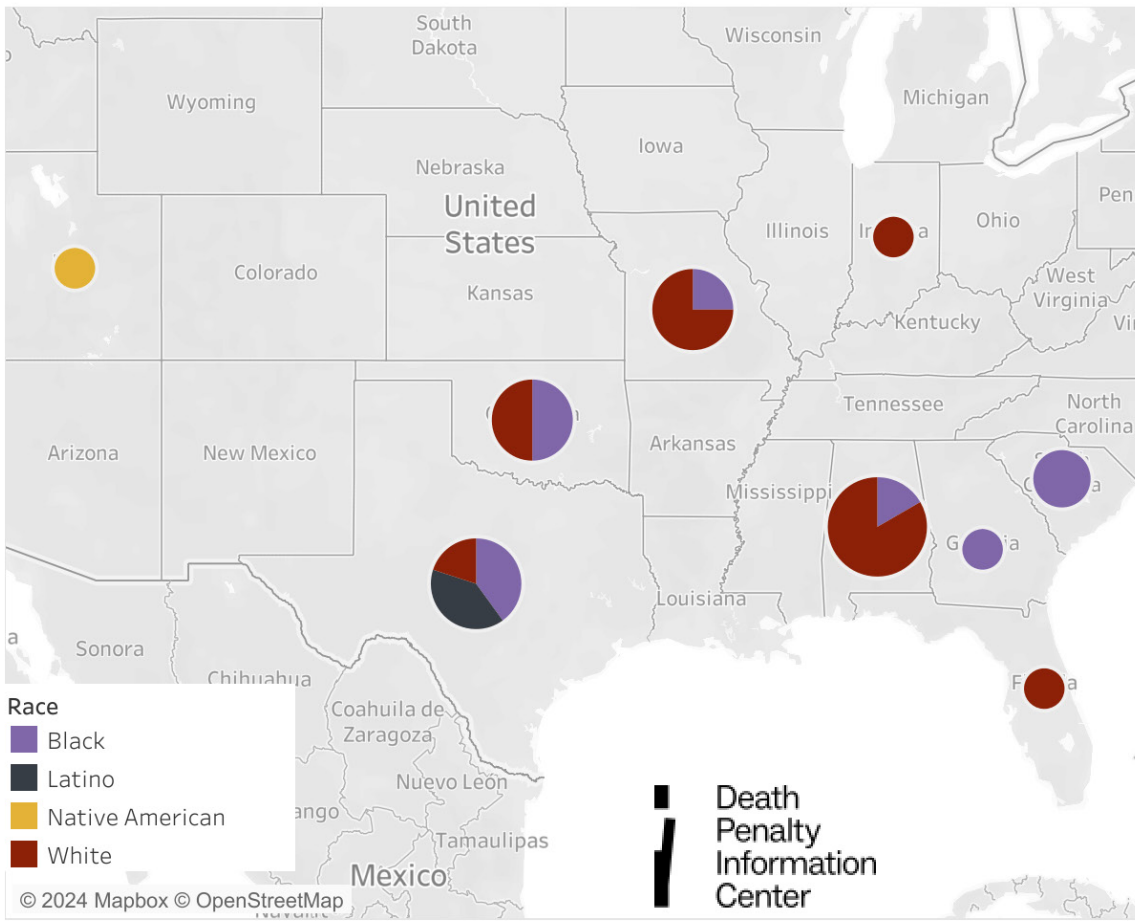 South
Dakota
Wisconsin
Wyoming
Michigan
Iowa
Nebraska
United
States
Pen
Illinois
Ohio
Colorado
Kansas
West
Virginia
Kentucky
Tennessee
North
Carolina
Arizona
New Mexico
Arkansas
Mississippi
Louisiana
Sonora
Chihuahua
Coahuila de
Zaragoza
Nuevo León
Tamaulipas
Mexico
Race
Black
Latino
Native American
White
© 2024 Mapbox © OpenStreetMap
Death
Penalty
Information
Center